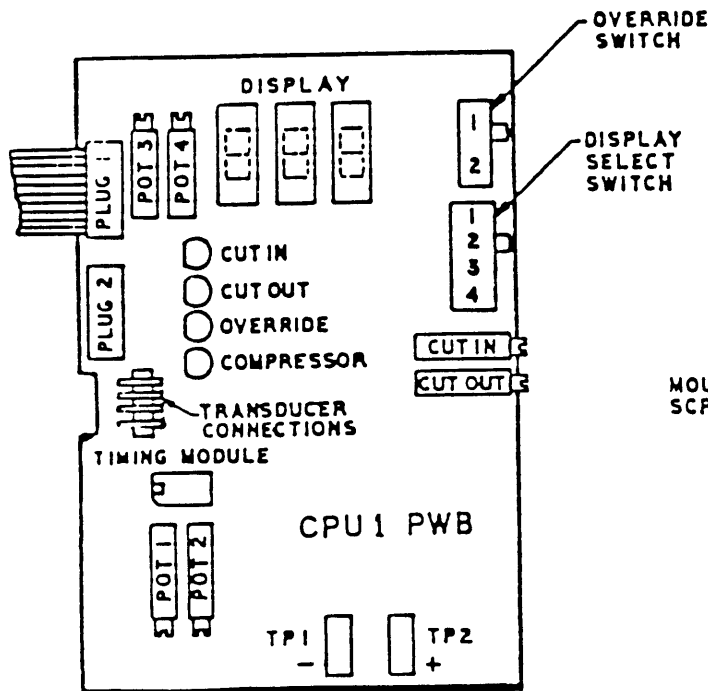 OVERRIDE
SWITCH
DISPLAY
1
2
DISPLAY
SELECT
SWITCH
PLUG 1
POT 3
POT 4
1
2
3
4
CUT IN
CUT OUT
OVERRIDE
COMPRESSOR
PLUG 2
CUT IN
CUT OUT
TRANSDUCER
CONNECTIONS
TIMING MODULE
CPU1 PWB
POT 1
POT 2
TP1
-
TP2
+
MOU
SCR